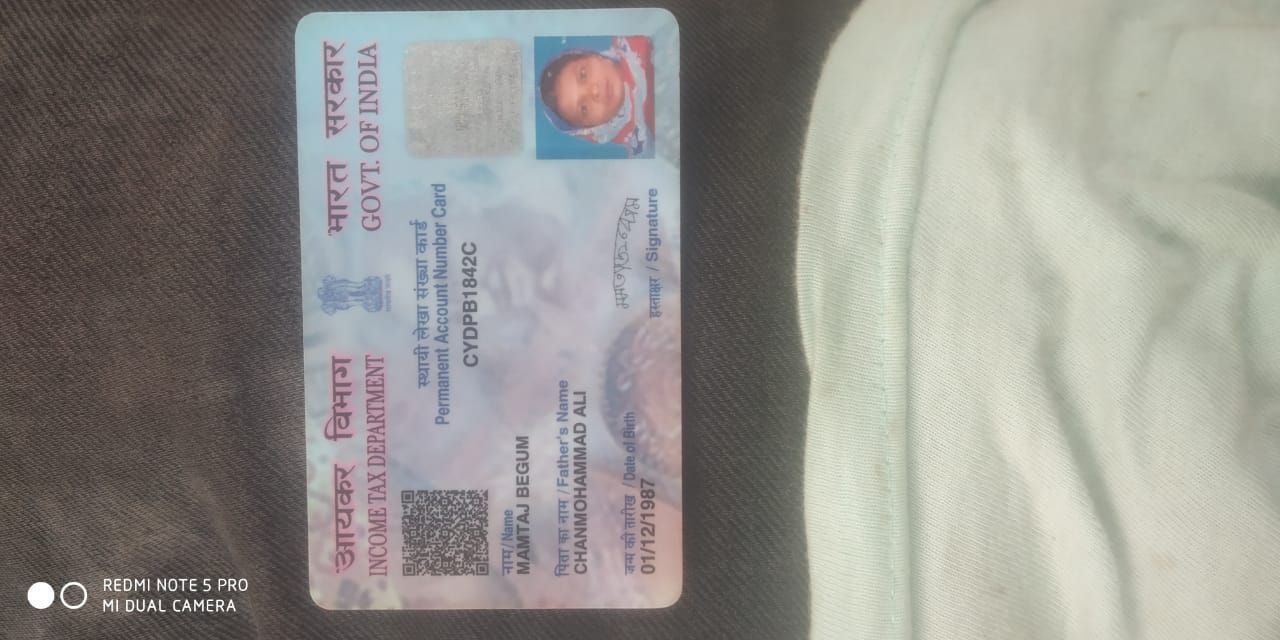 आयकर विभाग
INCOME TAX DEPARTMENT
भारत सरकार
GOVT. OF INDIA
स्थायी लेखा संख्या कार्ड
Permanent Account Number Card
CYDPB1842C
नाम/Name
MAMTAJ BEGUM
पिता का नाम/Father's Name
CHANMOHAMMAD ALI
जन्म की तारीख/Date of Birth
01/12/1987
हस्ताक्षर/Signature
REDMI NOTE 5 PRO
MI DUAL CAMERA